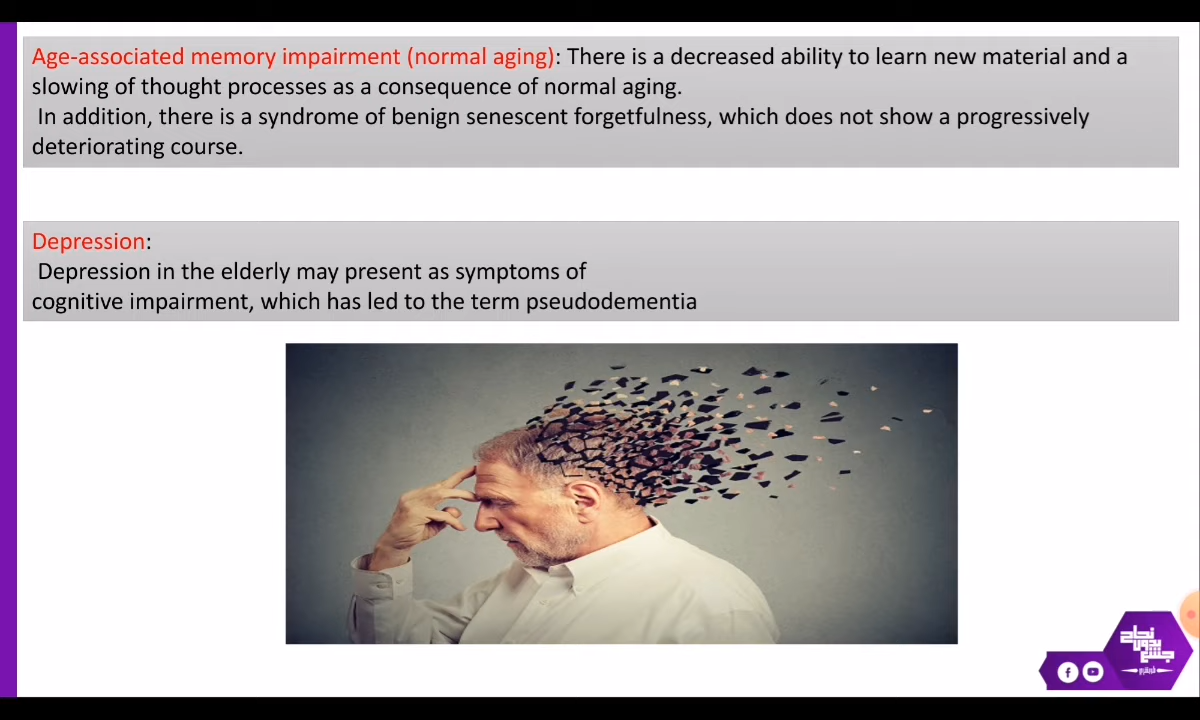 Age-associated memory impairment (normal aging): There is a decreased ability to learn new material and a
slowing of thought processes as a consequence of normal aging.
In addition, there is a syndrome of benign senescent forgetfulness, which does not show a progressively
deteriorating course.
Depression:
Depression in the elderly may present as symptoms of
cognitive impairment, which has led to the term pseudodementia
نجاح
بدون
جشع